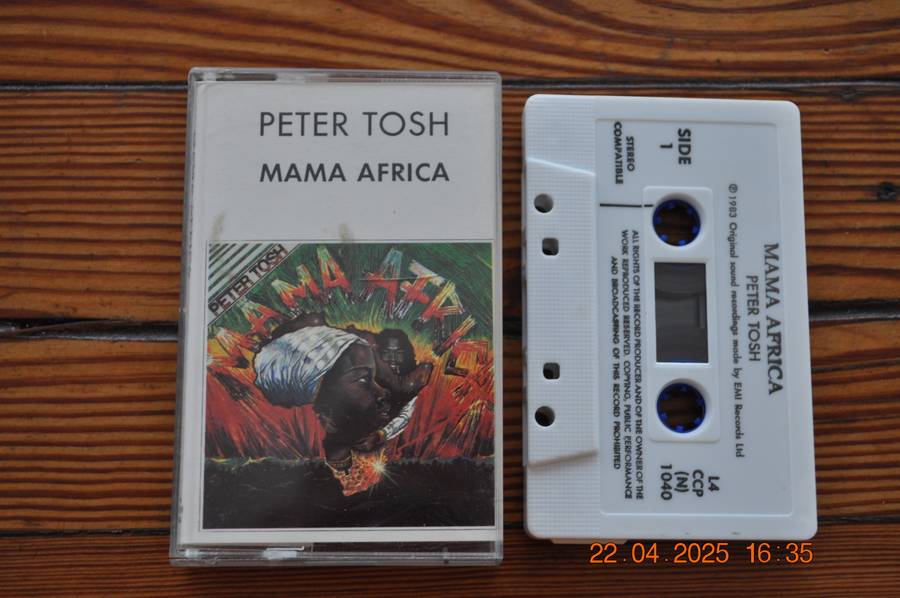 PETER TOSH
MAMA AFRICA
PETER TOSH
MAMA AFRICA
SIDE
1
STEREO
COMPATIBLE
MAMA AFRICA
PETER TOSH
℗ 1983 Original sound recordings made by EMI Records Ltd
ALL RIGHTS OF THE RECORD PRODUCER AND OF THE OWNER OF THE
WORK REPRODUCED RESERVED. COPYING, PUBLIC PERFORMANCE
AND BROADCASTING OF THIS RECORD PROHIBITED
L4
CCP
(N)
1040
22.04.2025 16:35